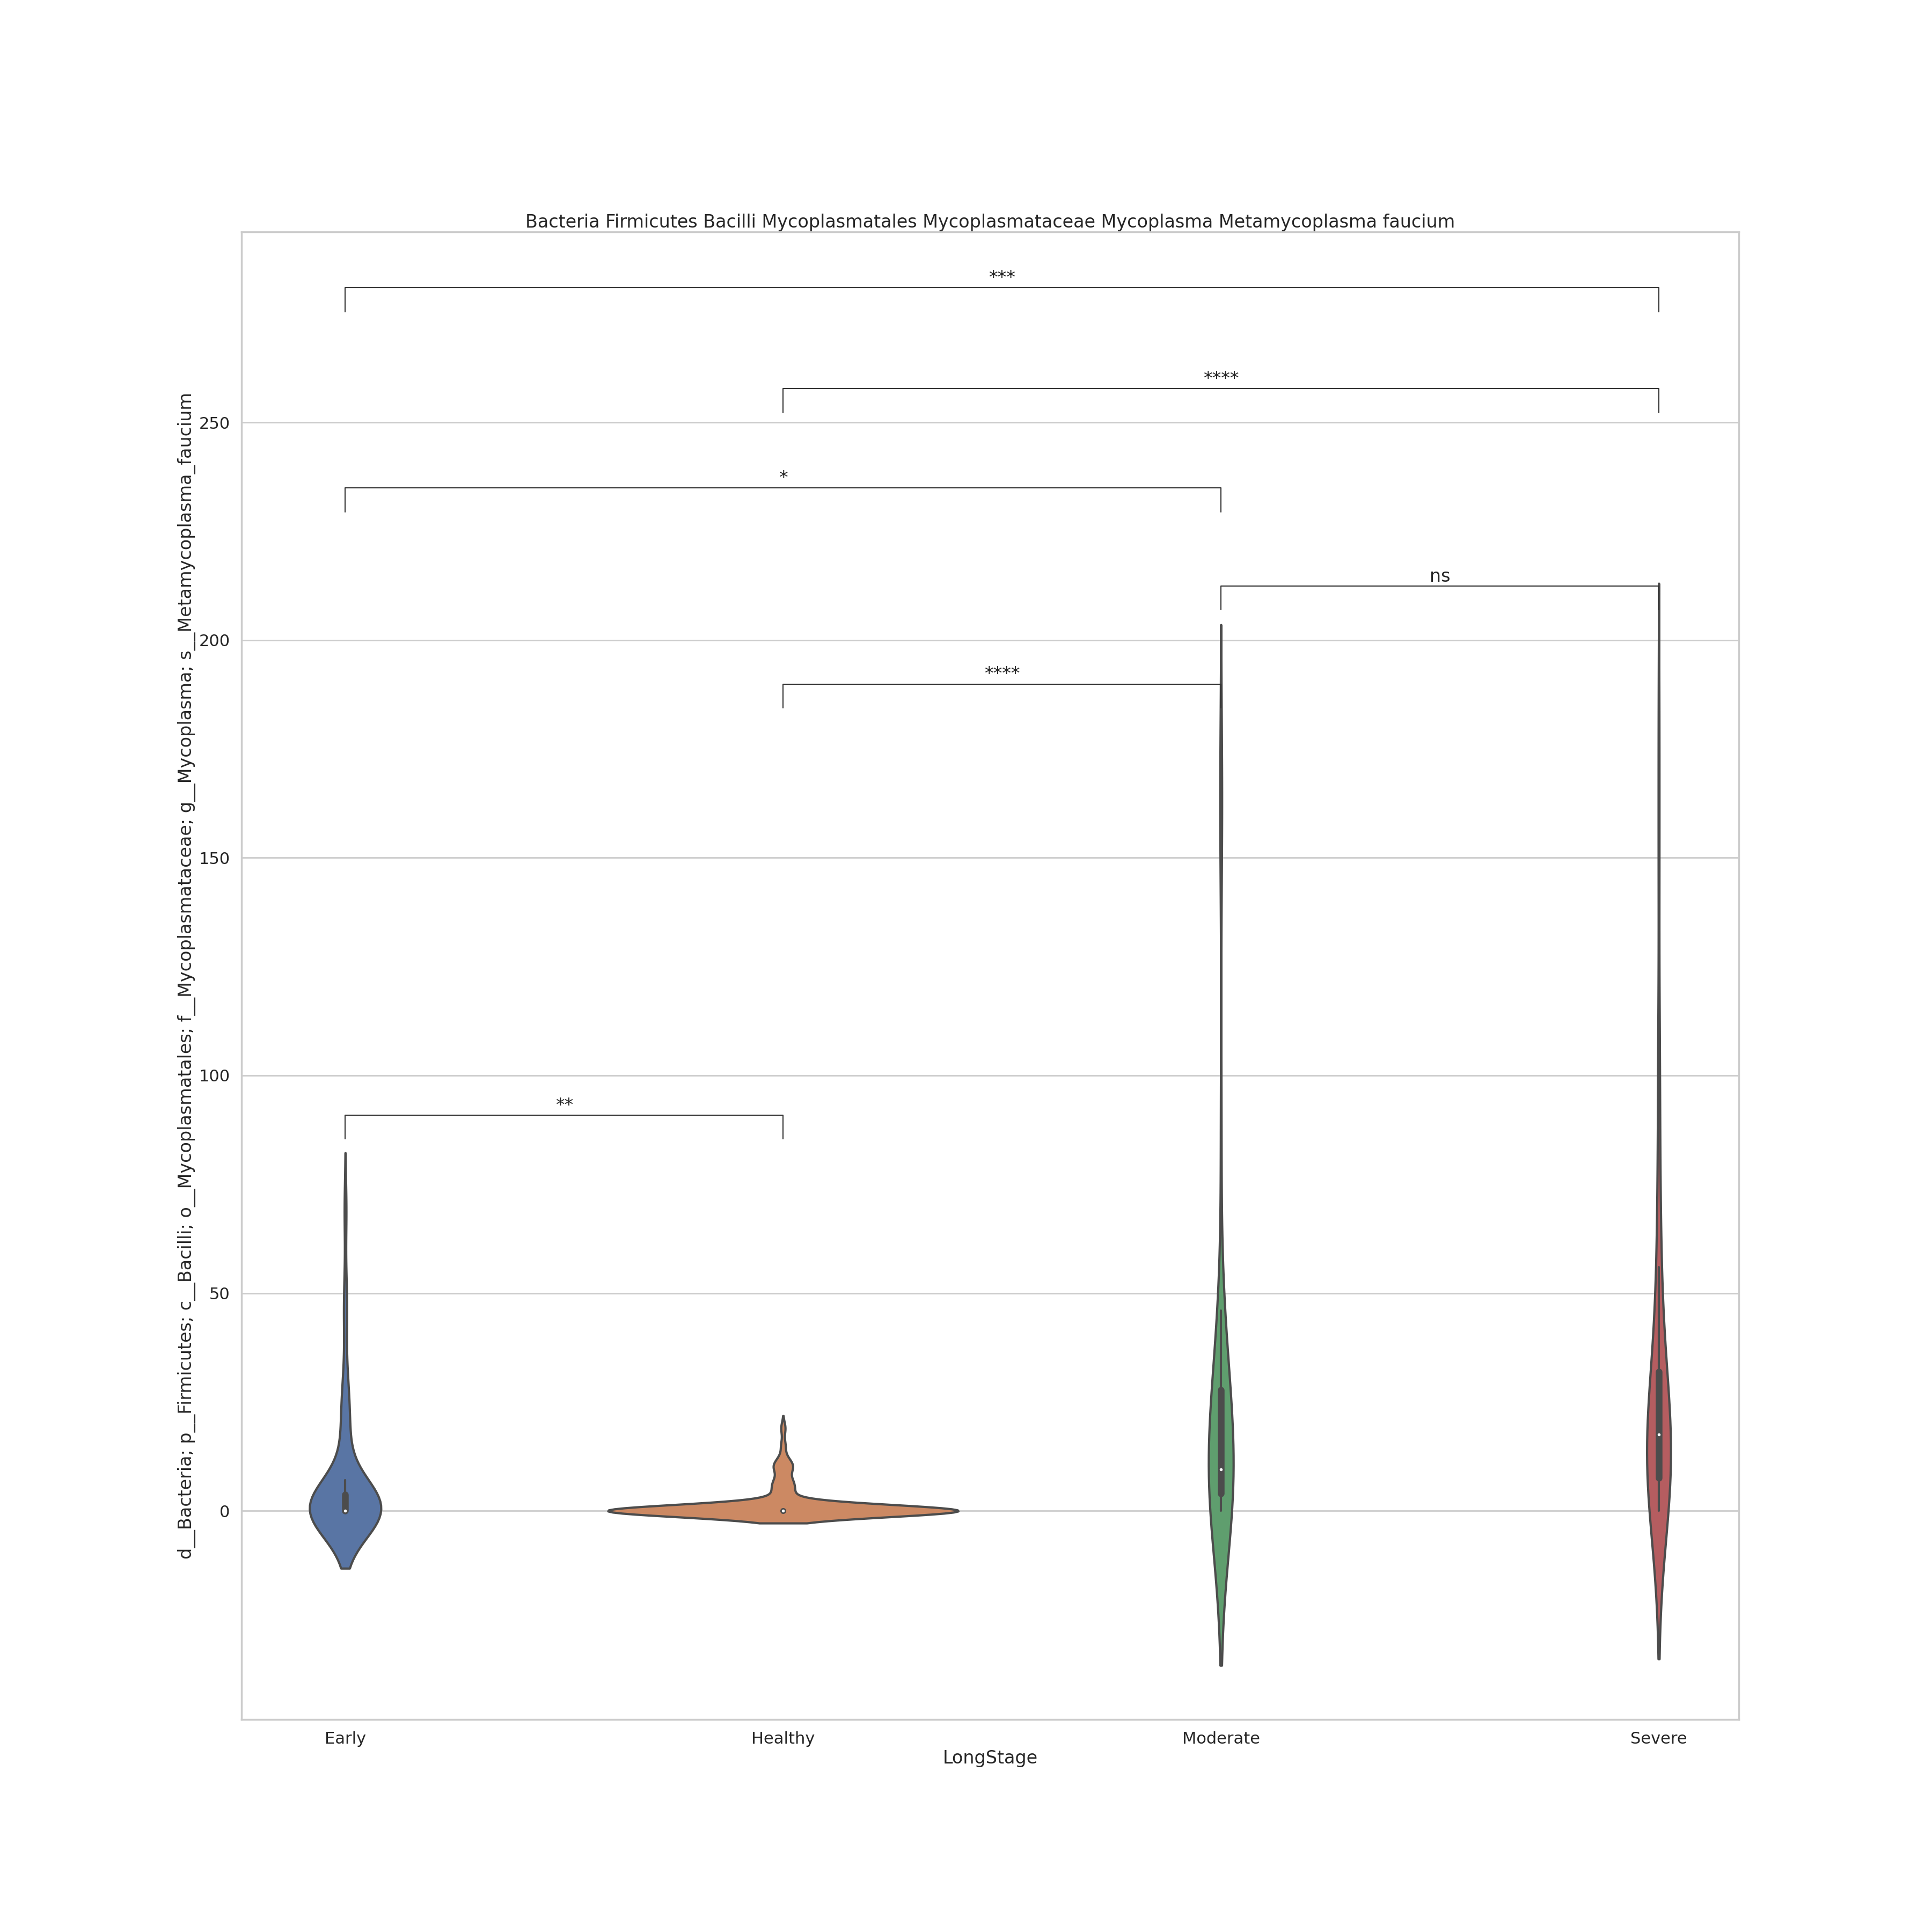 Bacteria Firmicutes Bacilli Mycoplasmatales Mycoplasmataceae Mycoplasma Metamycoplasma faucium
***
****
*
ns
****
**
d__Bacteria; p__Firmicutes; c__Bacilli; o__Mycoplasmatales; f__Mycoplasmataceae; g__Mycoplasma; s__Metamycoplasma_faucium
250
200
150
100
50
0
Early Healthy Moderate Severe
LongStage